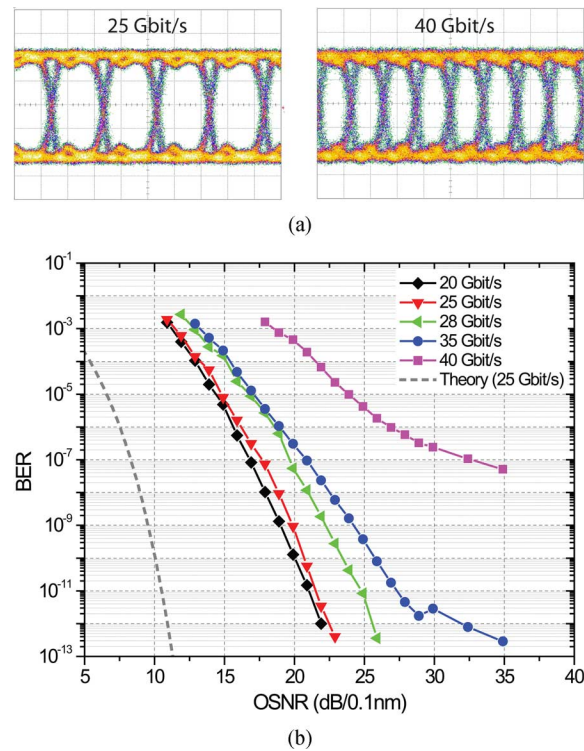 25 Gbit/s
40 Gbit/s
(a)
10-1
10-3
10-5
10-7
10-9
10-11
10-13
BER
20 Gbit/s
25 Gbit/s
28 Gbit/s
35 Gbit/s
40 Gbit/s
Theory (25 Gbit/s)
5 10 15 20 25 30 35 40
OSNR (dB/0.1nm)
(b)